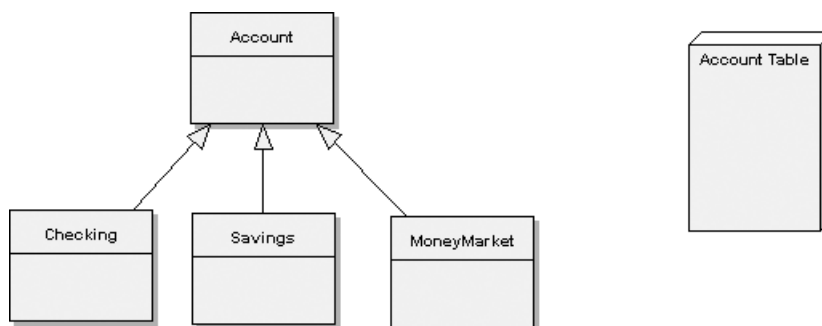 Account
Account Table
Checking
Savings
MoneyMarket